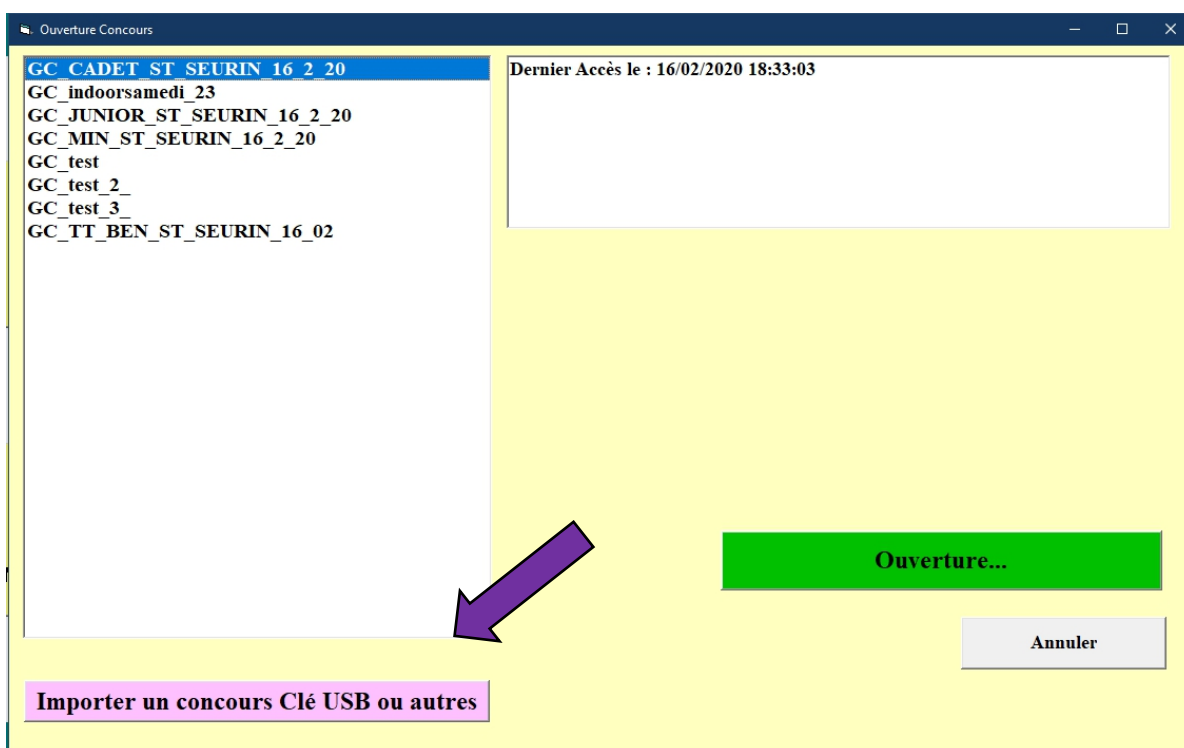 Ouverture Concours
GC_CADET_ST_SEURIN_16_2_20
GC_indoorsamedi_23
GC_JUNIOR_ST_SEURIN_16_2_20
GC_MIN_ST_SEURIN_16_2_20
GC_test
GC_test_2_
GC_test_3_
GC_TT_BEN_ST_SEURIN_16_02
Dernier Accès le : 16/02/2020 18:33:03
Ouverture...
Annuler
Importer un concours Clé USB ou autres